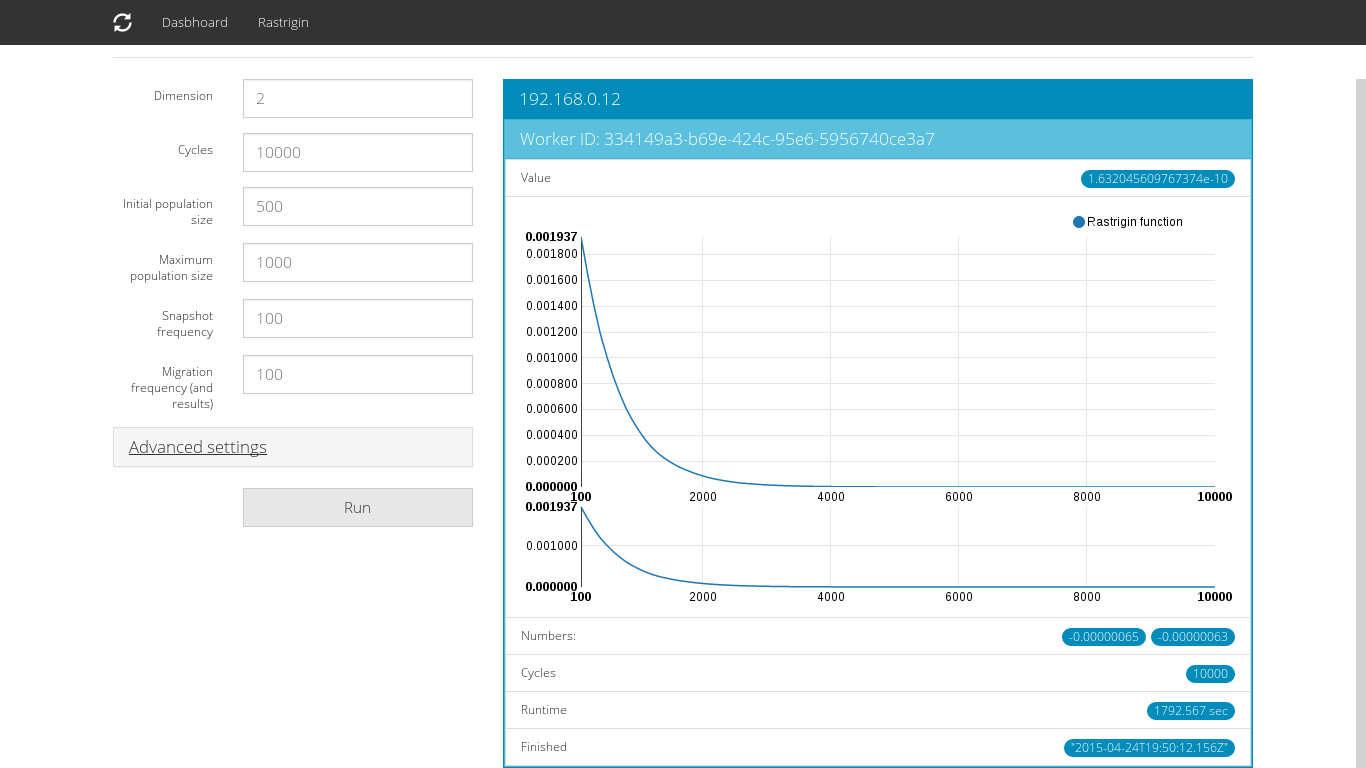 Dasbhoard Rastrigin
Dimension 2
Cycles 10000
Initial population
size
500
Maximum
population size
1000
Snapshot
frequency
100
Migration
frequency (and
results)
100
Advanced settings
Run
192.168.0.12
Worker ID: 334149a3-b69e-424c-95e6-5956740ce3a7
Value 1.632045609767374e-10
Rastrigin function
0.001937
0.001800
0.001600
0.001400
0.001200
0.001000
0.000800
0.000600
0.000400
0.000200
0.000000
100 2000 4000 6000 8000 10000
0.001937
0.001000
0.000000
100 2000 4000 6000 8000 10000
Numbers: -0.00000065 -0.00000063
Cycles 10000
Runtime 1792.567 sec
Finished "2015-04-24T19:50:12.156Z"